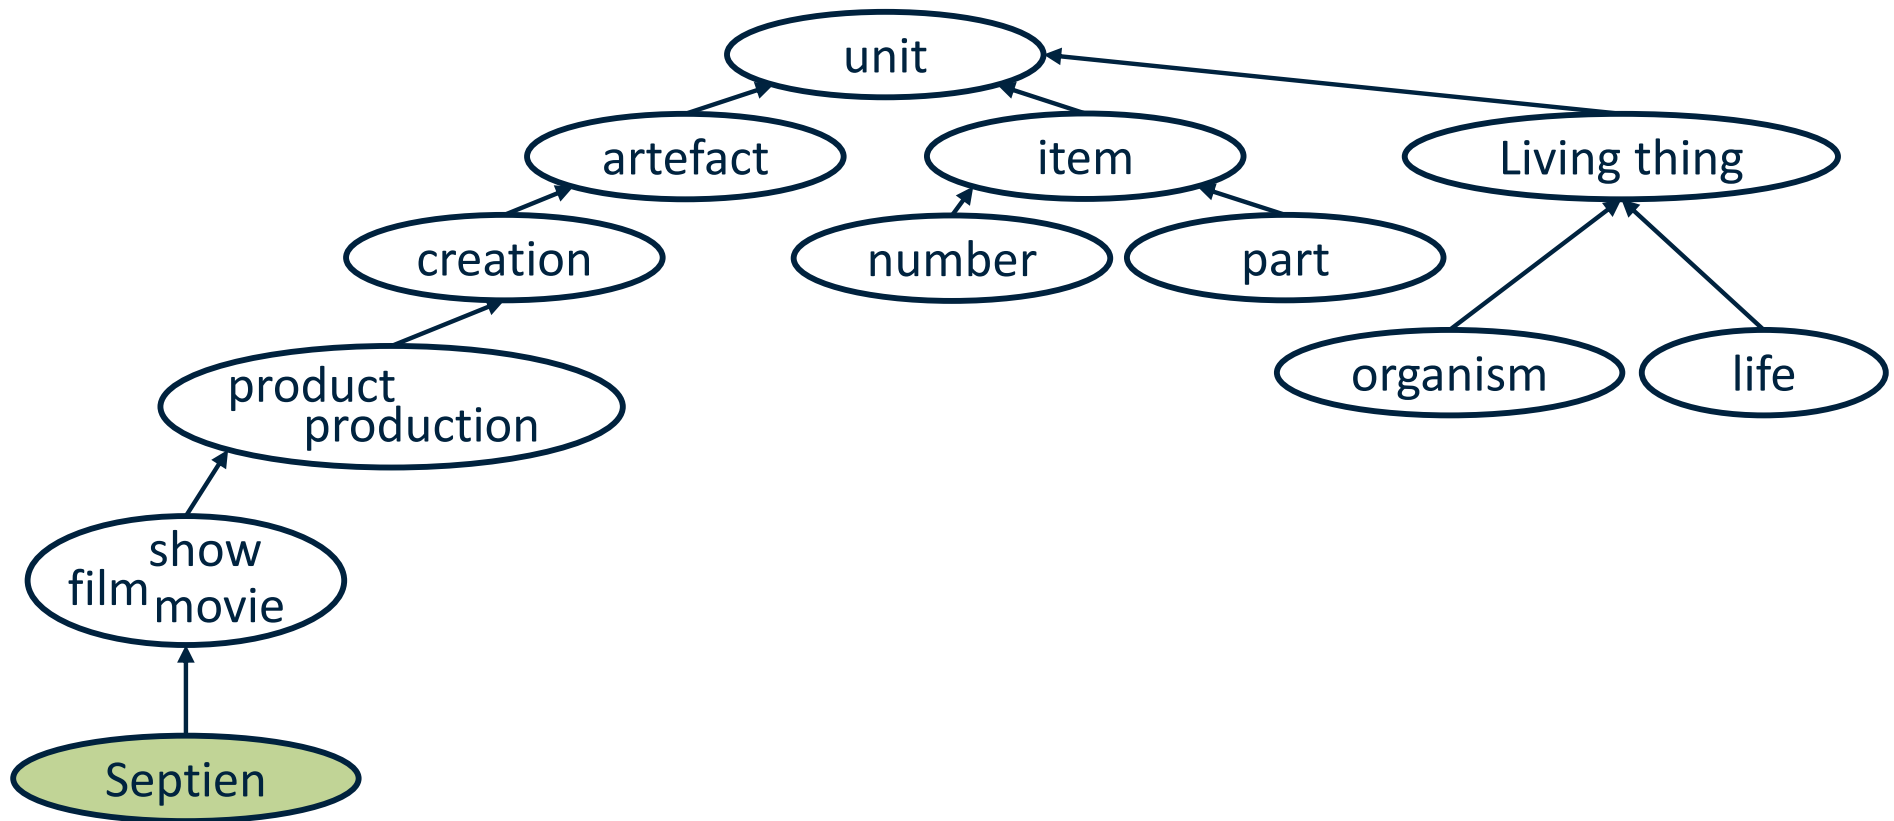 unit
artefact
item
Living thing
creation
number
part
organism
life
product
production
show
film
movie
Septien